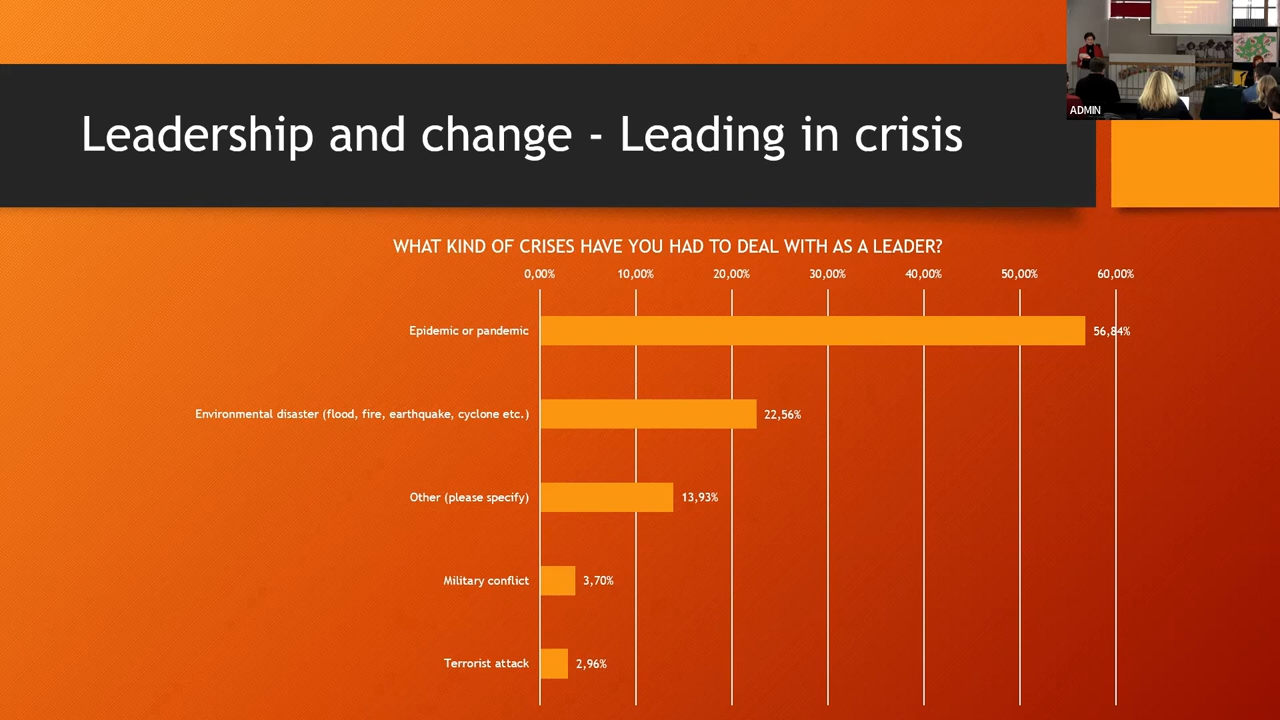 ADMIN
Leadership and change - Leading in crisis
WHAT KIND OF CRISES HAVE YOU HAD TO DEAL WITH AS A LEADER?
0,00% 10,00% 20,00% 30,00% 40,00% 50,00% 60,00%
Epidemic or pandemic 56,84%
Environmental disaster (flood, fire, earthquake, cyclone etc.) 22,56%
Other (please specify) 13,93%
Military conflict 3,70%
Terrorist attack 2,96%